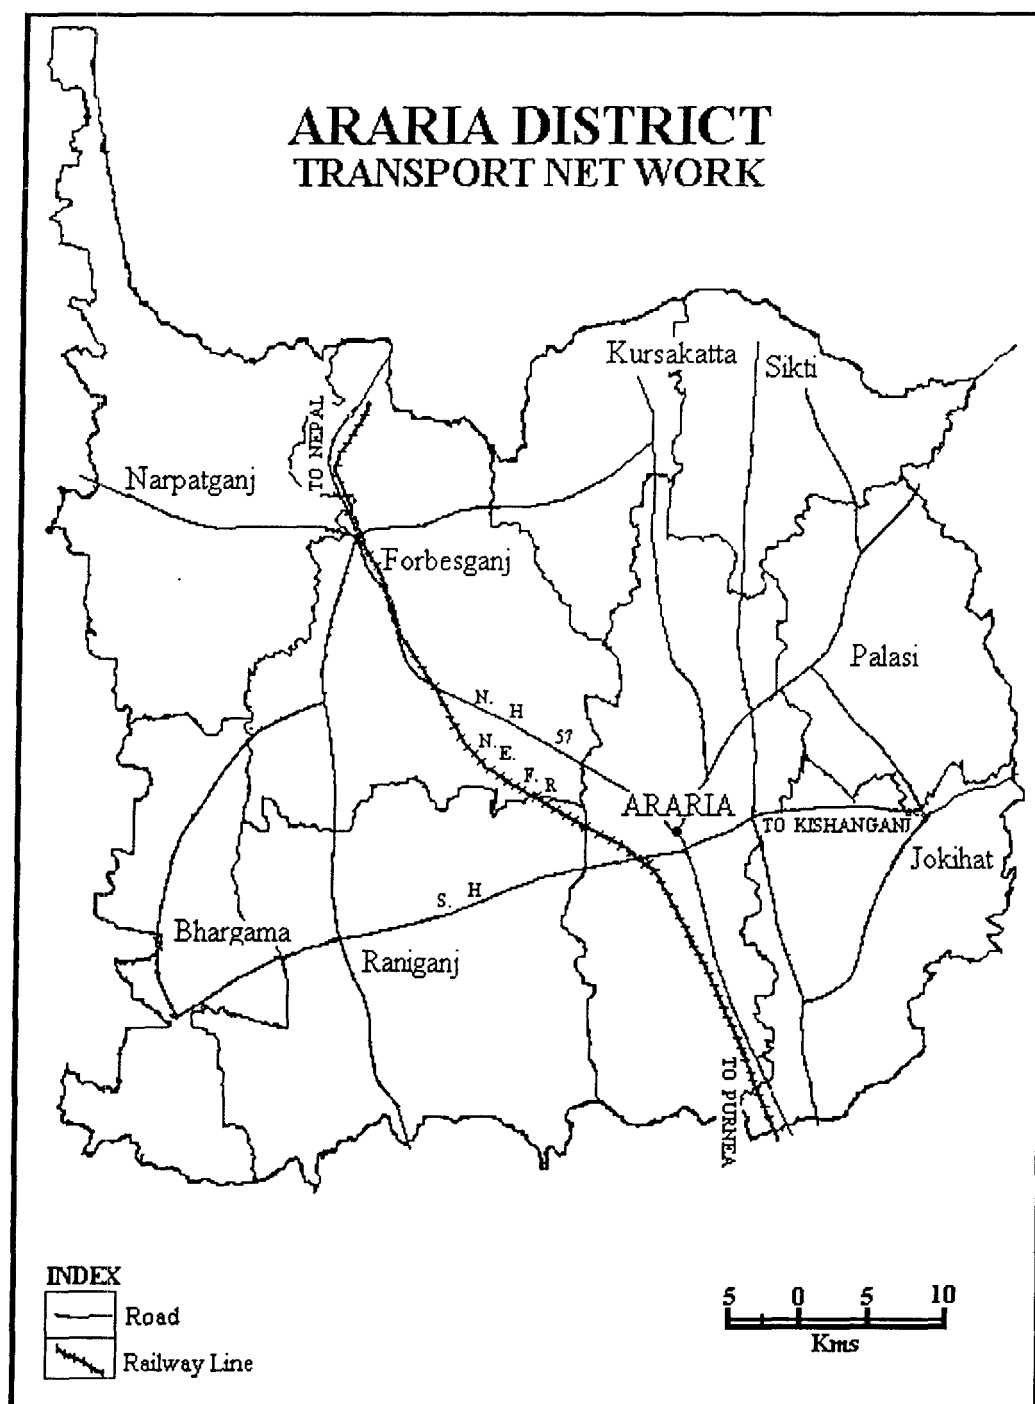 ARARIA DISTRICT
TRANSPORT NET WORK
Kursakatta
Sikti
TO NEPAL
Narpatganj
Forbesganj
Palasi
N. H 57
N. E. F. R
ARARIA
TO KISHANGANJ
Jokihat
S. H
Bhargama
Raniganj
TO PURNEA
INDEX
Road
Railway Line
5 0 5 10
Kms